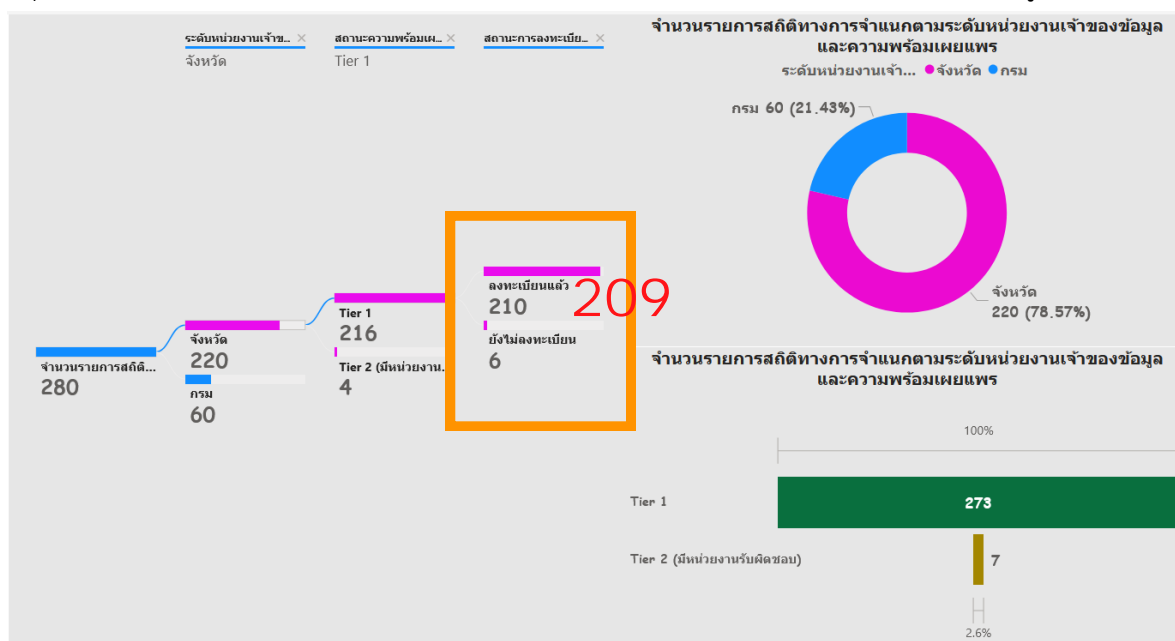 ระดับหน่วยงานเจ้าข... ×
จังหวัด
สถานะความพร้อมเผ... ×
Tier 1
สถานะการลงทะเบีย... ×
จำนวนรายการสถิติ...
280
จังหวัด
220
กรม
60
Tier 1
216
Tier 2 (มีหน่วยงาน...
4
ลงทะเบียนแล้ว
210
209
ยังไม่ลงทะเบียน
6
จำนวนรายการสถิติทางการจำแนกตามระดับหน่วยงานเจ้าของข้อมูล
และความพร้อมเผยแพร
ระดับหน่วยงานเจ้า... จังหวัด กรม
กรม 60 (21.43%)
จังหวัด
220 (78.57%)
จำนวนรายการสถิติทางการจำแนกตามระดับหน่วยงานเจ้าของข้อมูล
และความพร้อมเผยแพร
100%
Tier 1
273
Tier 2 (มีหน่วยงานรับผิดชอบ)
7
2.6%